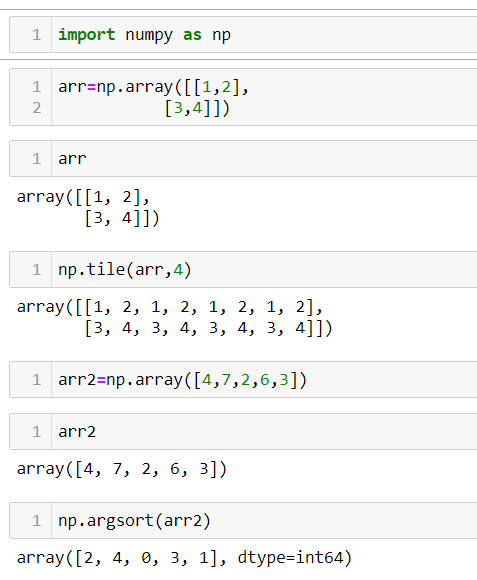 1 import numpy as np
1 arr=np.array([[1,2],
2 [3,4]])
1 arr
array([[1, 2],
[3, 4]])
1 np.tile(arr,4)
array([[1, 2, 1, 2, 1, 2, 1, 2],
[3, 4, 3, 4, 3, 4, 3, 4]])
1 arr2=np.array([4,7,2,6,3])
1 arr2
array([4, 7, 2, 6, 3])
1 np.argsort(arr2)
array([2, 4, 0, 3, 1], dtype=int64)